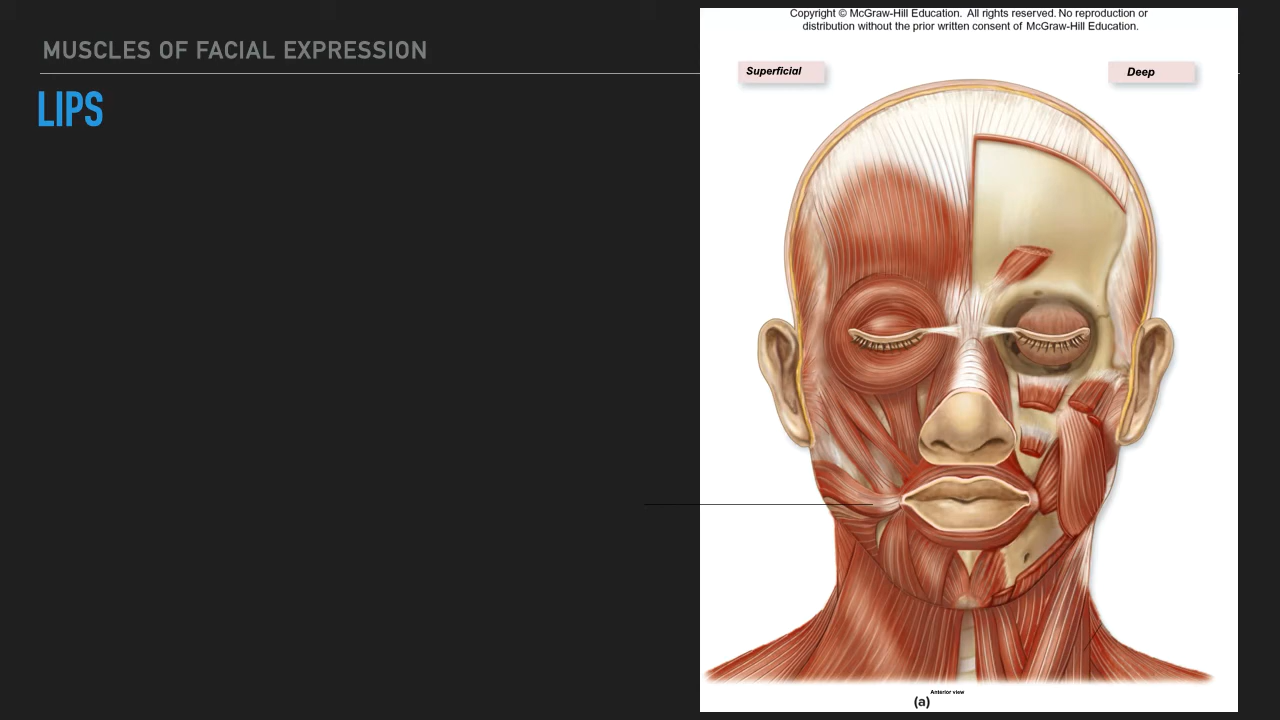 Copyright © McGraw-Hill Education. All rights reserved. No reproduction or
distribution without the prior written consent of McGraw-Hill Education.
MUSCLES OF FACIAL EXPRESSION
Superficial
Deep
LIPS
Anterior view
(a)